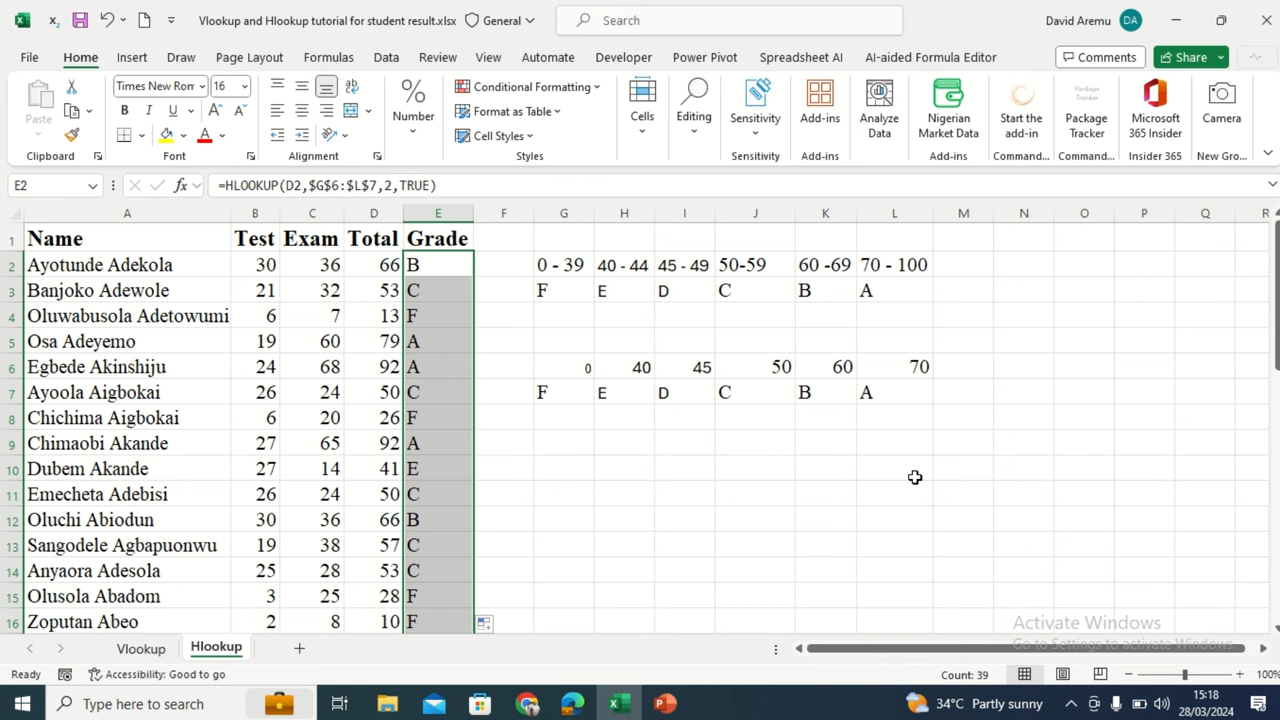 Vlookup and Hlookup tutorial for student result.xlsx
General
Search
David Aremu
DA
File Home Insert Draw Page Layout Formulas Data Review View Automate Developer Power Pivot Spreadsheet AI AI-aided Formula Editor
Comments
Share
Paste
Clipboard
Times New Ron
16
B I U
Font
Alignment
Number
Conditional Formatting
Format as Table
Cell Styles
Styles
Cells
Editing
Sensitivity
Sensitivity
Add-ins
Analyze Data
Nigerian Market Data
Add-ins
Start the add-in
Command...
Package Tracker
Package Tracker
Command...
Microsoft 365 Insider
Insider 365
Camera
New Gro...
E2
fx
=HLOOKUP(D2,$G$6:$L$7,2,TRUE)
A B C D E F G H I J K L M N O P Q R
1 Name Test Exam Total Grade
2 Ayotunde Adekola 30 36 66 B 0 - 39 40 - 44 45 - 49 50-59 60 -69 70 - 100
3 Banjoko Adewole 21 32 53 C F E D C B A
4 Oluwabusola Adetowumi 6 7 13 F
5 Osa Adeyemo 19 60 79 A
6 Egbede Akinshiju 24 68 92 A 0 40 45 50 60 70
7 Ayoola Aigbokai 26 24 50 C F E D C B A
8 Chichima Aigbokai 6 20 26 F
9 Chimaobi Akande 27 65 92 A
10 Dubem Akande 27 14 41 E
11 Emecheta Adebisi 26 24 50 C
12 Oluchi Abiodun 30 36 66 B
13 Sangodele Agbapuonwu 19 38 57 C
14 Anyaora Adesola 25 28 53 C
15 Olusola Abadom 3 25 28 F
16 Zoputan Abeo 2 8 10 F
Activate Windows
Go to Settings to activate Windows.
Vlookup Hlookup
Ready
Accessibility: Good to go
Count: 39
100%
Type here to search
34°C Partly sunny
15:18
28/03/2024